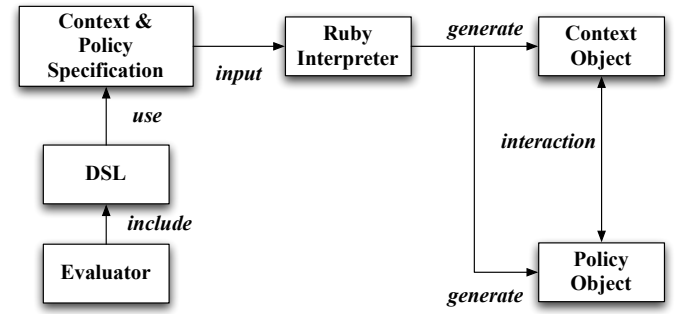 Context &
Policy
Specification
input
Ruby
Interpreter
generate
Context
Object
use
interaction
DSL
include
Evaluator
generate
Policy
Object